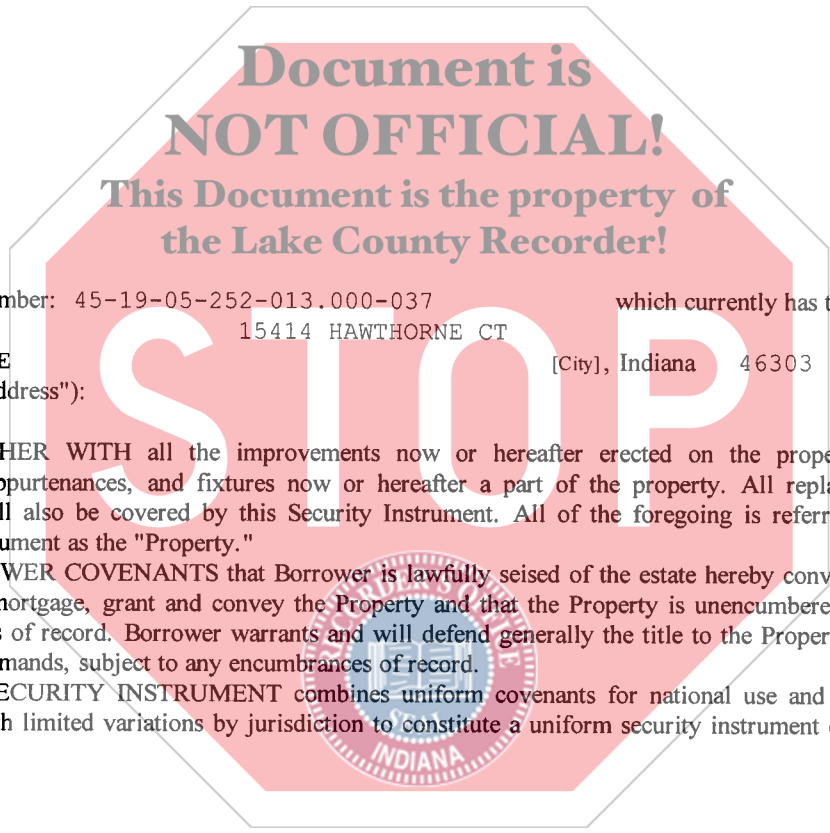 Document is
NOT OFFICIAL!
This Document is the property of
the Lake County Recorder!
mber: 45-19-05-252-013.000-037 which currently has t
15414 HAWTHORNE CT
E [City], Indiana 46303
ddress"):
STOP
HER WITH all the improvements now or hereafter erected on the prope
ppurtenances, and fixtures now or hereafter a part of the property. All repla
ll also be covered by this Security Instrument. All of the foregoing is referr
ument as the "Property."
WER COVENANTS that Borrower is lawfully seised of the estate hereby conv
nortgage, grant and convey the Property and that the Property is unencumbere
s of record. Borrower warrants and will defend generally the title to the Proper
mands, subject to any encumbrances of record.
ECURITY INSTRUMENT combines uniform covenants for national use and
h limited variations by jurisdiction to constitute a uniform security instrument
RECORDER'S OFFICE
SEAL
INDIANA